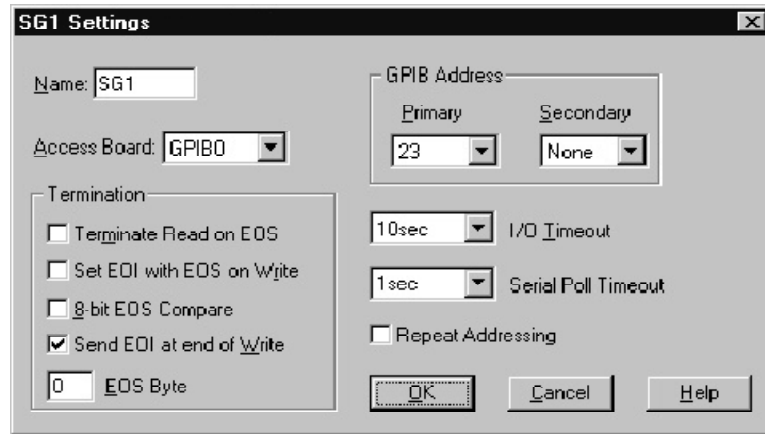 SG1 Settings
Name: SG1
Access Board: GPIB0
Termination
Terminate Read on EOS
Set EOI with EOS on Write
8-bit EOS Compare
Send EOI at end of Write
0 EOS Byte
GPIB Address
Primary Secondary
23 None
10sec I/O Timeout
1sec Serial Poll Timeout
Repeat Addressing
OK Cancel Help